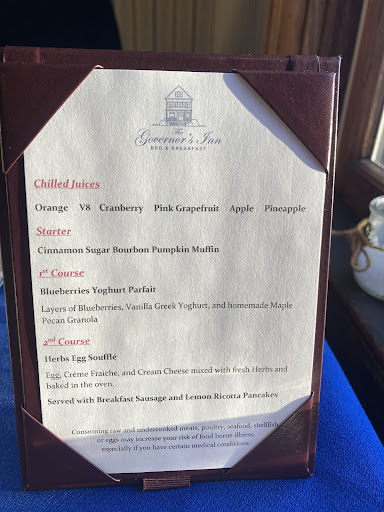 The
Governor's Inn
BED & BREAKFAST
Chilled Juices
Orange V8 Cranberry Pink Grapefruit Apple Pineapple
Starter
Cinnamon Sugar Bourbon Pumpkin Muffin
1st Course
Blueberries Yoghurt Parfait
Layers of Blueberries, Vanilla Greek Yoghurt, and homemade Maple
Pecan Granola
2nd Course
Herbs Egg Soufflé
Egg, Crème Fraiche, and Cream Cheese mixed with fresh Herbs and
baked in the oven.
Served with Breakfast Sausage and Lemon Ricotta Pancakes
Consuming raw and undercooked meats, poultry, seafood, shellfish
or eggs may increase your risk of food borne illness,
especially if you have certain medical conditions.